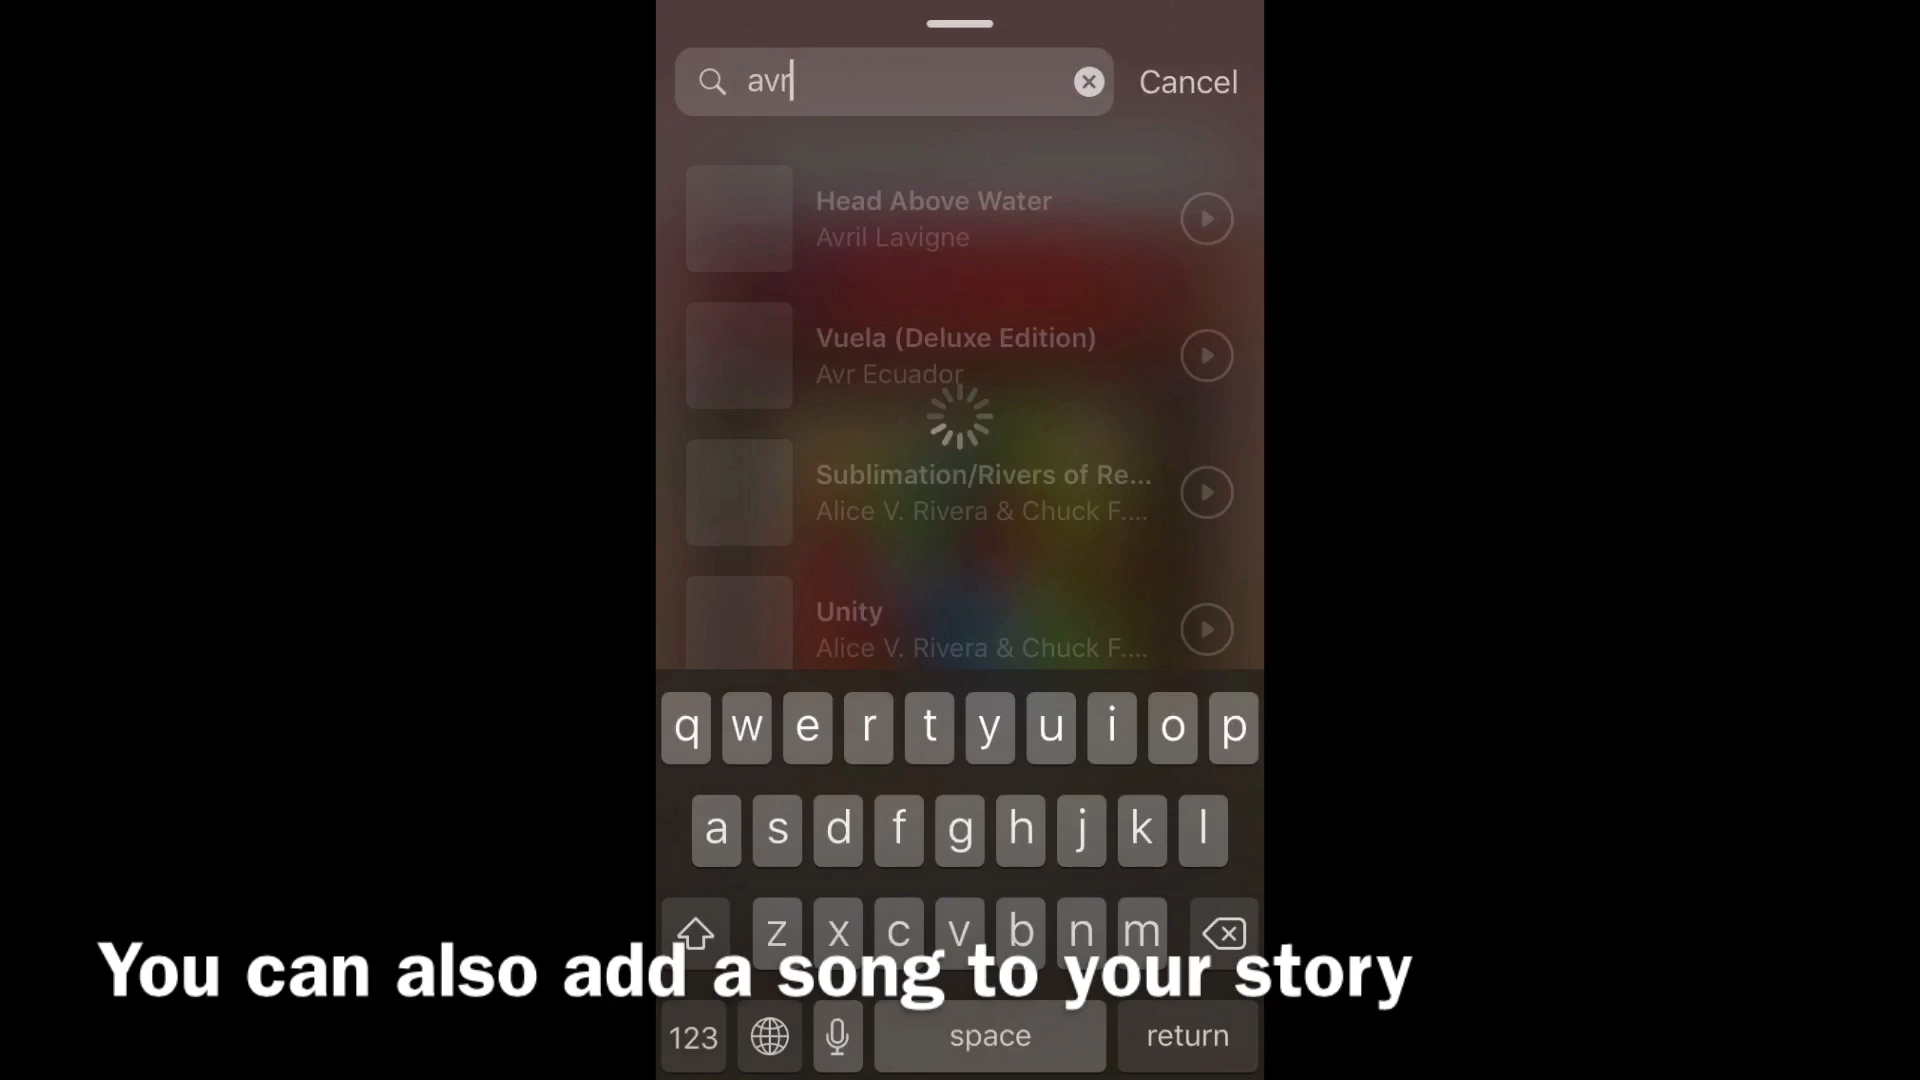 avr
Cancel
Head Above Water
Avril Lavigne
Vuela (Deluxe Edition)
Avr Ecuador
Sublimation/Rivers of Re...
Alice V. Rivera & Chuck F....
Unity
Alice V. Rivera & Chuck F....
q w e r t y u i o p
a s d f g h j k l
z x c v b n m
You can also add a song to your story
123 space return